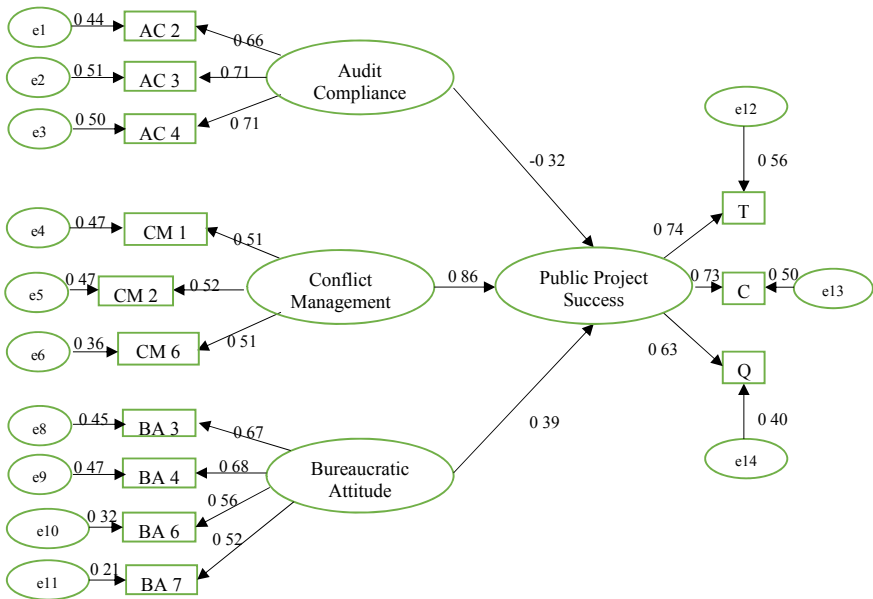 e1
0 44
AC 2
0 66
e2
0 51
AC 3
0 71
Audit
Compliance
e3
0 50
AC 4
0 71
e12
0 56
-0 32
T
0 74
e4
0 47
CM 1
0 51
e5
0 47
CM 2
0 52
Conflict
Management
0 86
Public Project
Success
0 73
C
0 50
e13
e6
0 36
CM 6
0 51
0 63
Q
0 40
e14
0 39
e8
0 45
BA 3
0 67
e9
0 47
BA 4
0 68
Bureaucratic
Attitude
e10
0 32
BA 6
0 56
e11
0 21
BA 7
0 52